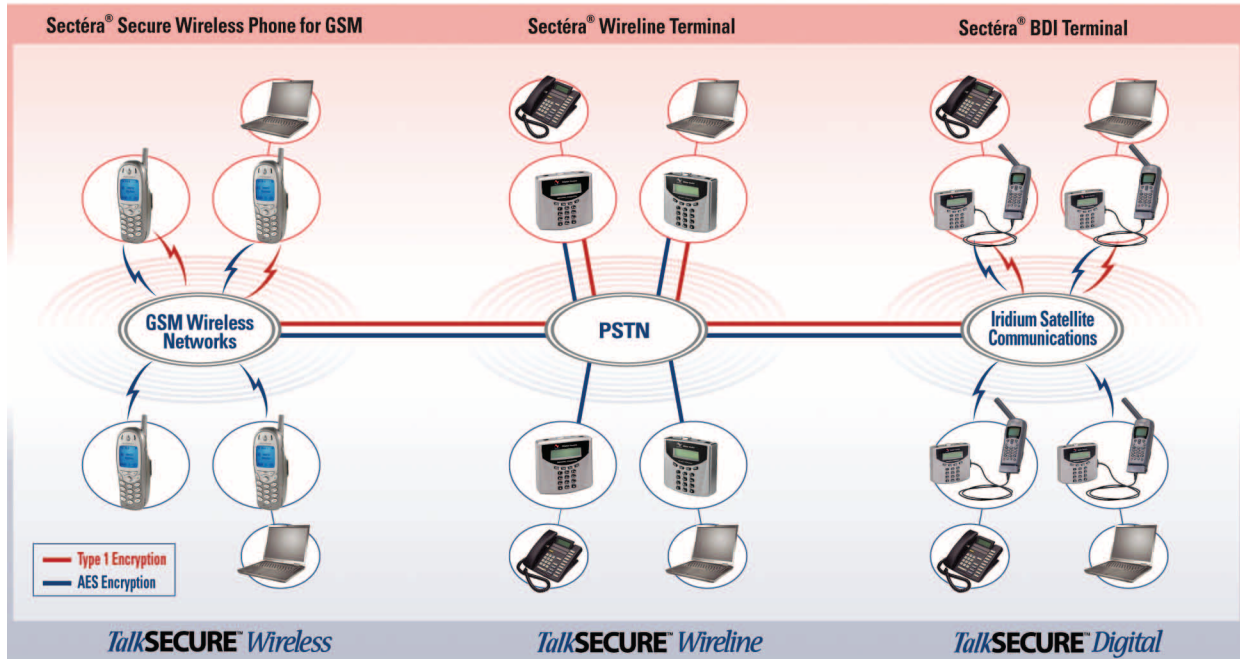 Sectéra® Secure Wireless Phone for GSM
Sectéra® Wireline Terminal
Sectéra® BDI Terminal
GSM Wireless
Networks
PSTN
Iridium Satellite
Communications
Type 1 Encryption
AES Encryption
TalkSECURE™ Wireless
TalkSECURE™ Wireline
TalkSECURE™ Digital